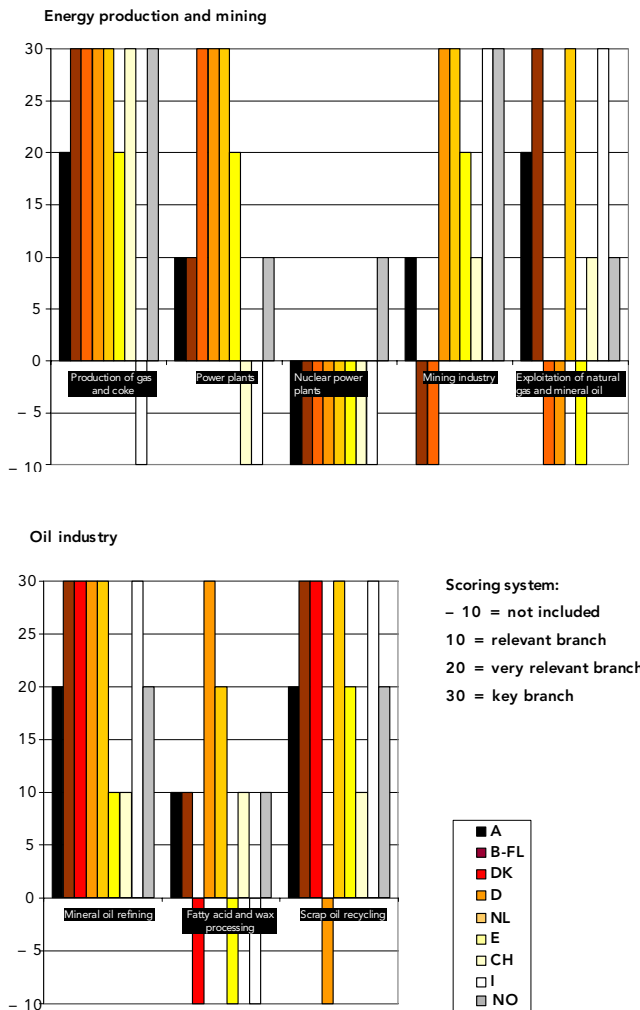 Energy production and mining
30
25
20
15
10
5
0
– 5
– 10
Production of gas
and coke
Power plants
Nuclear power
plants
Mining industry
Exploitation of natural
gas and mineral oil
Oil industry
30
25
20
15
10
5
0
– 5
– 10
Mineral oil refining
Fatty acid and wax
processing
Scrap oil recycling
Scoring system:
– 10 = not included
10 = relevant branch
20 = very relevant branch
30 = key branch
A
B-FL
DK
D
NL
E
CH
I
NO